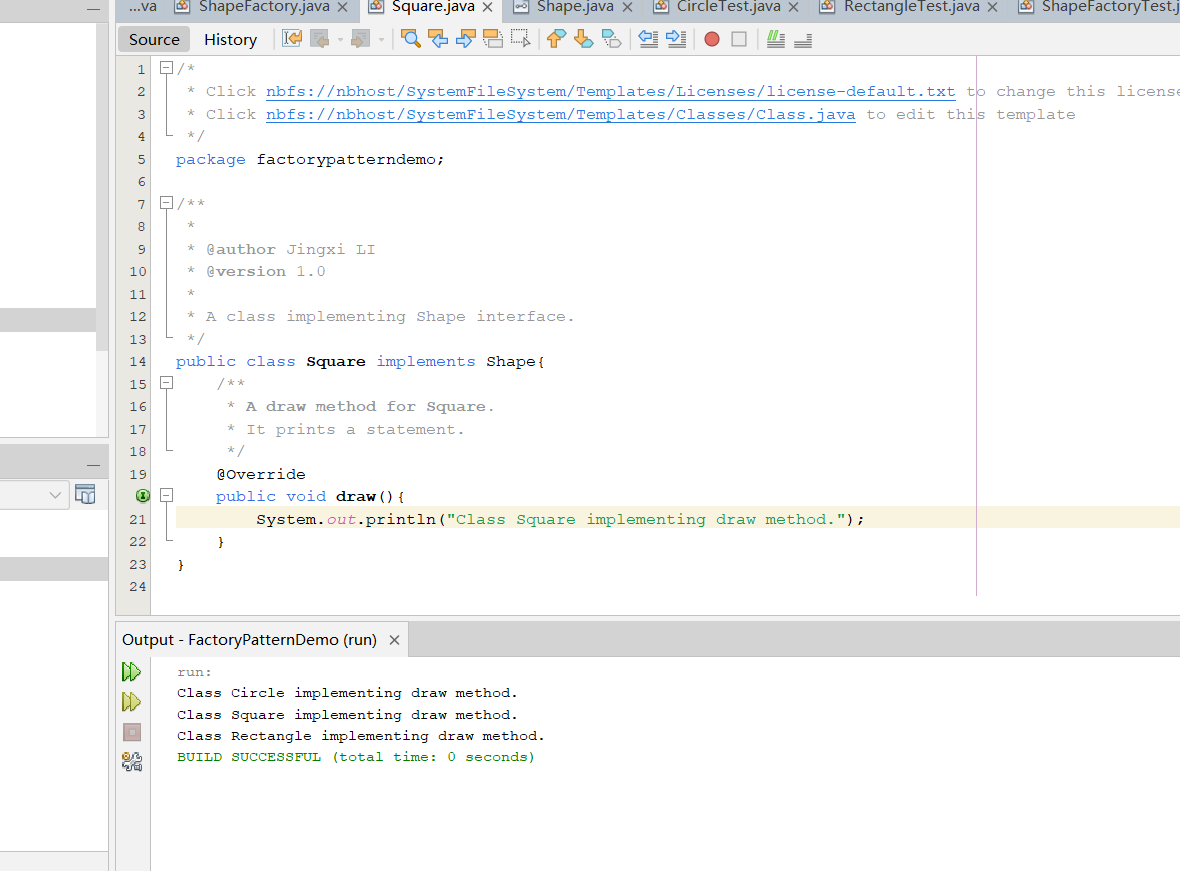 ...va ShapeFactory.java Square.java Shape.java CircleTest.java RectangleTest.java ShapeFactoryTest.j
Source History
1 /*
2 * Click nbfs://nbhost/SystemFileSystem/Templates/Licenses/license-default.txt to change this license
3 * Click nbfs://nbhost/SystemFileSystem/Templates/Classes/Class.java to edit this template
4 */
5 package factorypatterndemo;
6
7 /**
8 *
9 * @author Jingxi LI
10 * @version 1.0
11 *
12 * A class implementing Shape interface.
13 */
14 public class Square implements Shape{
15 /**
16 * A draw method for Square.
17 * It prints a statement.
18 */
19 @Override
public void draw(){
21 System.out.println("Class Square implementing draw method.");
22 }
23 }
24
Output - FactoryPatternDemo (run)
run:
Class Circle implementing draw method.
Class Square implementing draw method.
Class Rectangle implementing draw method.
BUILD SUCCESSFUL (total time: 0 seconds)